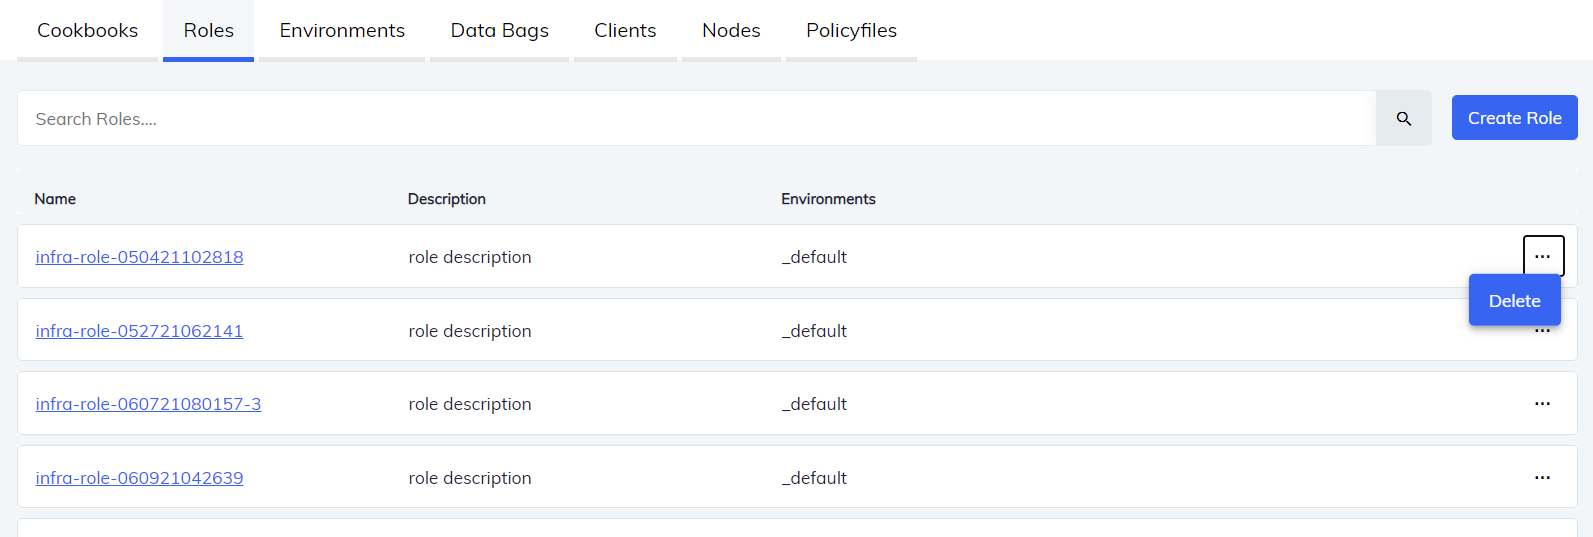 Cookbooks Roles Environments Data Bags Clients Nodes Policyfiles
Search Roles.... Create Role
Name Description Environments
infra-role-050421102818 role description _default ...
Delete
infra-role-052721062141 role description _default ...
infra-role-060721080157-3 role description _default ...
infra-role-060921042639 role description _default ...